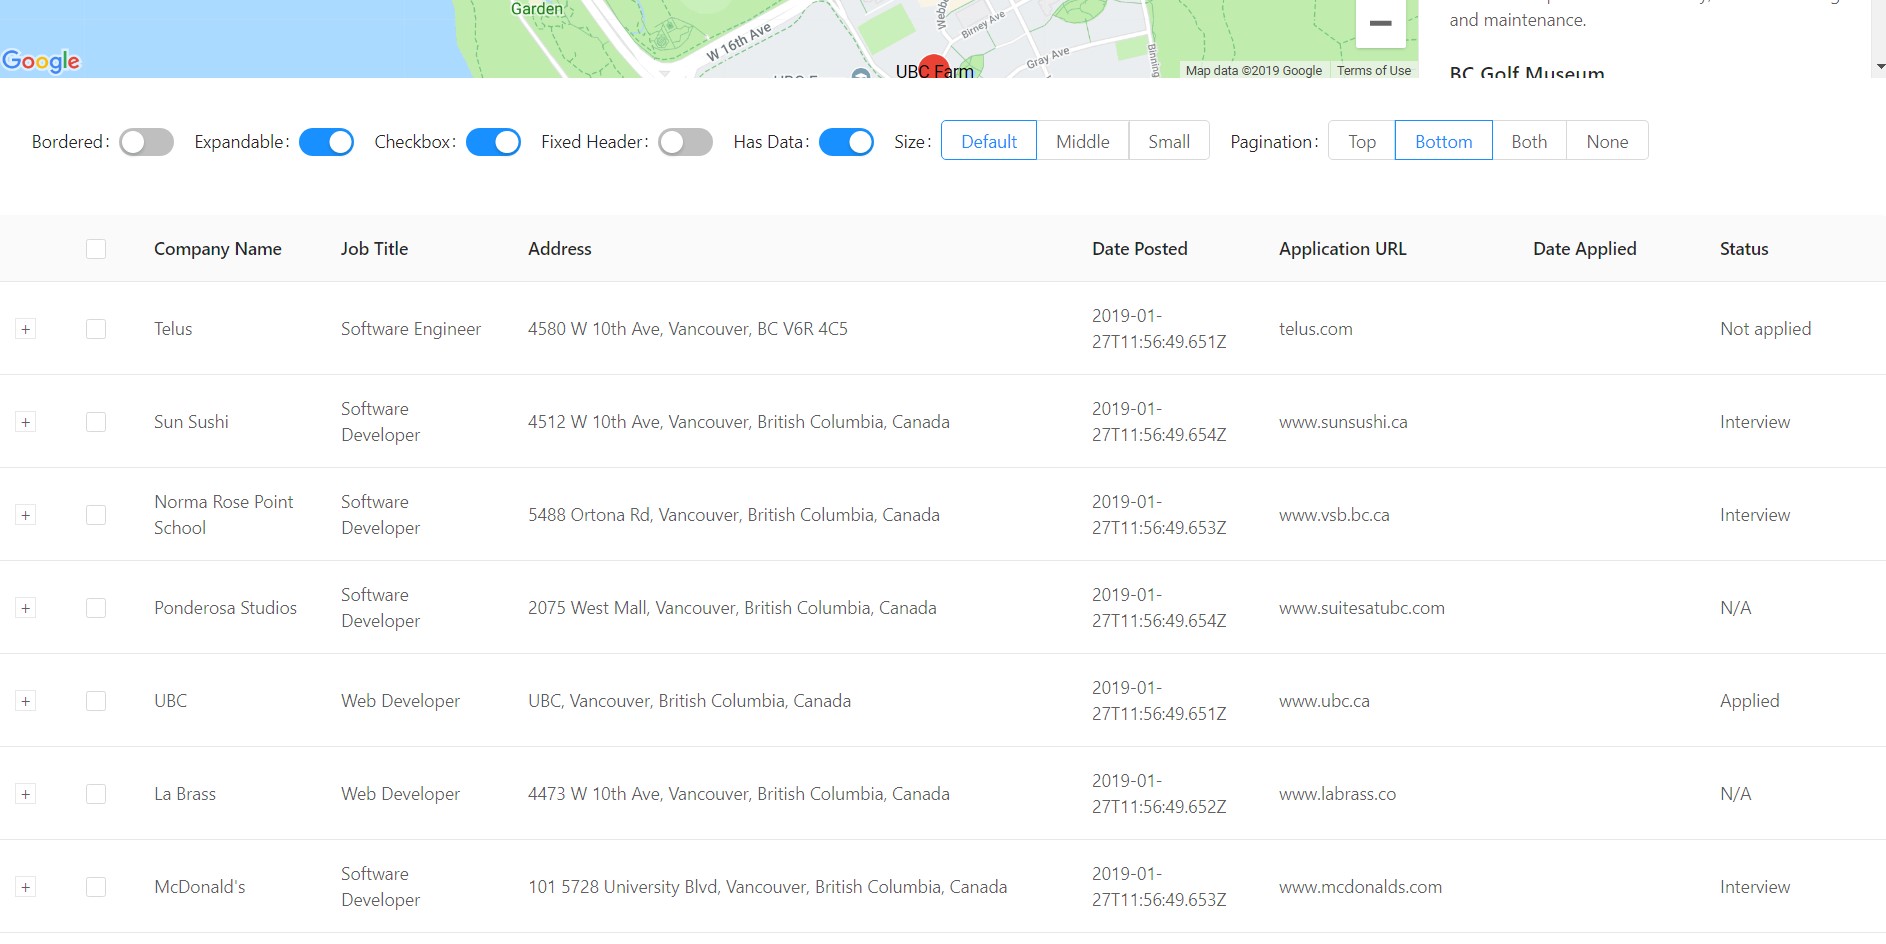 Garden
W 16th Ave
Birney Ave
Gray Ave
Binning
and maintenance.
Google
UBC Farm
Map data ©2019 Google
Terms of Use
BC Golf Museum
Bordered: Expandable: Checkbox: Fixed Header: Has Data: Size: Default Middle Small Pagination: Top Bottom Both None
Company Name Job Title Address Date Posted Application URL Date Applied Status
+ Telus Software Engineer 4580 W 10th Ave, Vancouver, BC V6R 4C5 2019-01- telus.com Not applied
27T11:56:49.651Z
+ Sun Sushi Software 4512 W 10th Ave, Vancouver, British Columbia, Canada 2019-01- www.sunsushi.ca Interview
Developer 27T11:56:49.654Z
+ Norma Rose Point Software 5488 Ortona Rd, Vancouver, British Columbia, Canada 2019-01- www.vsb.bc.ca Interview
School Developer 27T11:56:49.653Z
+ Ponderosa Studios Software 2075 West Mall, Vancouver, British Columbia, Canada 2019-01- www.suitesatubc.com N/A
Developer 27T11:56:49.654Z
+ UBC Web Developer UBC, Vancouver, British Columbia, Canada 2019-01- www.ubc.ca Applied
27T11:56:49.651Z
+ La Brass Web Developer 4473 W 10th Ave, Vancouver, British Columbia, Canada 2019-01- www.labrass.co N/A
27T11:56:49.652Z
+ McDonald's Software 101 5728 University Blvd, Vancouver, British Columbia, Canada 2019-01- www.mcdonalds.com Interview
Developer 27T11:56:49.653Z